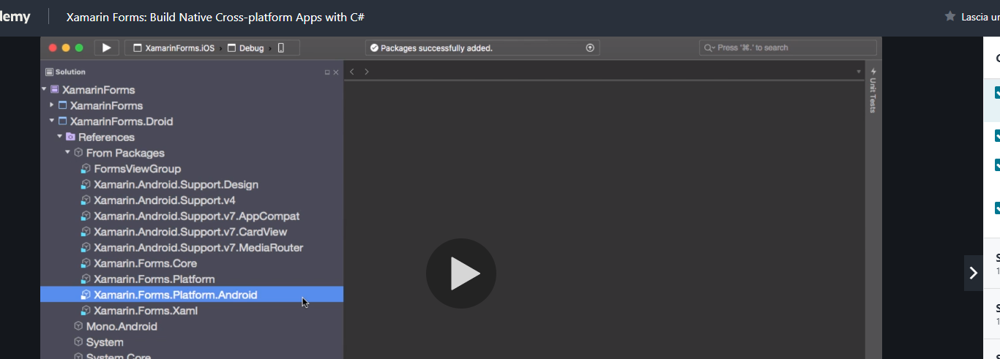 demy
Xamarin Forms: Build Native Cross-platform Apps with C#
Lascia un
XamarinForms.iOS
Debug
Packages successfully added.
Press '⌘.' to search
Solution
XamarinForms
XamarinForms
XamarinForms.Droid
References
From Packages
FormsViewGroup
Xamarin.Android.Support.Design
Xamarin.Android.Support.v4
Xamarin.Android.Support.v7.AppCompat
Xamarin.Android.Support.v7.CardView
Xamarin.Android.Support.v7.MediaRouter
Xamarin.Forms.Core
Xamarin.Forms.Platform
Xamarin.Forms.Platform.Android
Xamarin.Forms.Xaml
Mono.Android
System
System.Core
Unit Tests